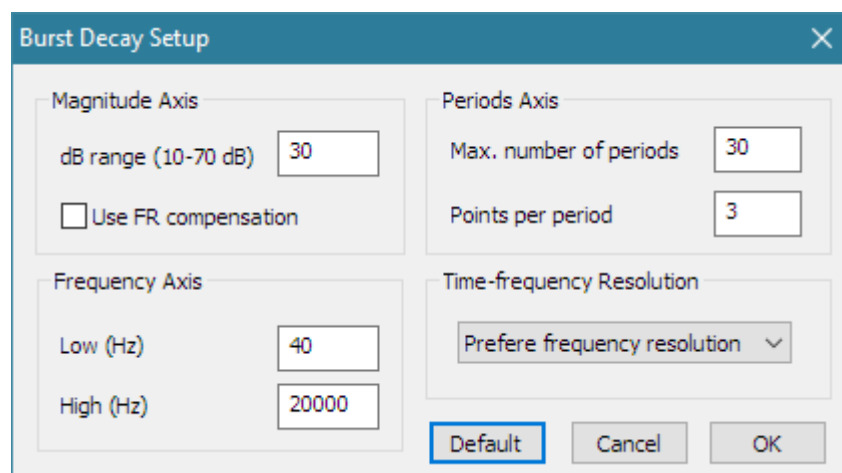 Burst Decay Setup
Magnitude Axis
dB range (10-70 dB) 30
Use FR compensation
Periods Axis
Max. number of periods 30
Points per period 3
Frequency Axis
Low (Hz) 40
High (Hz) 20000
Time-frequency Resolution
Prefere frequency resolution
Default Cancel OK